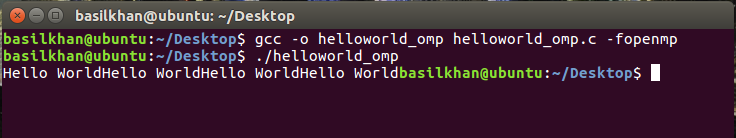 basilkhan@ubuntu: ~/Desktop
basilkhan@ubuntu:~/Desktop$ gcc -o helloworld_omp helloworld_omp.c -fopenmp
basilkhan@ubuntu:~/Desktop$ ./helloworld_omp
Hello WorldHello WorldHello WorldHello Worldbasilkhan@ubuntu:~/Desktop$